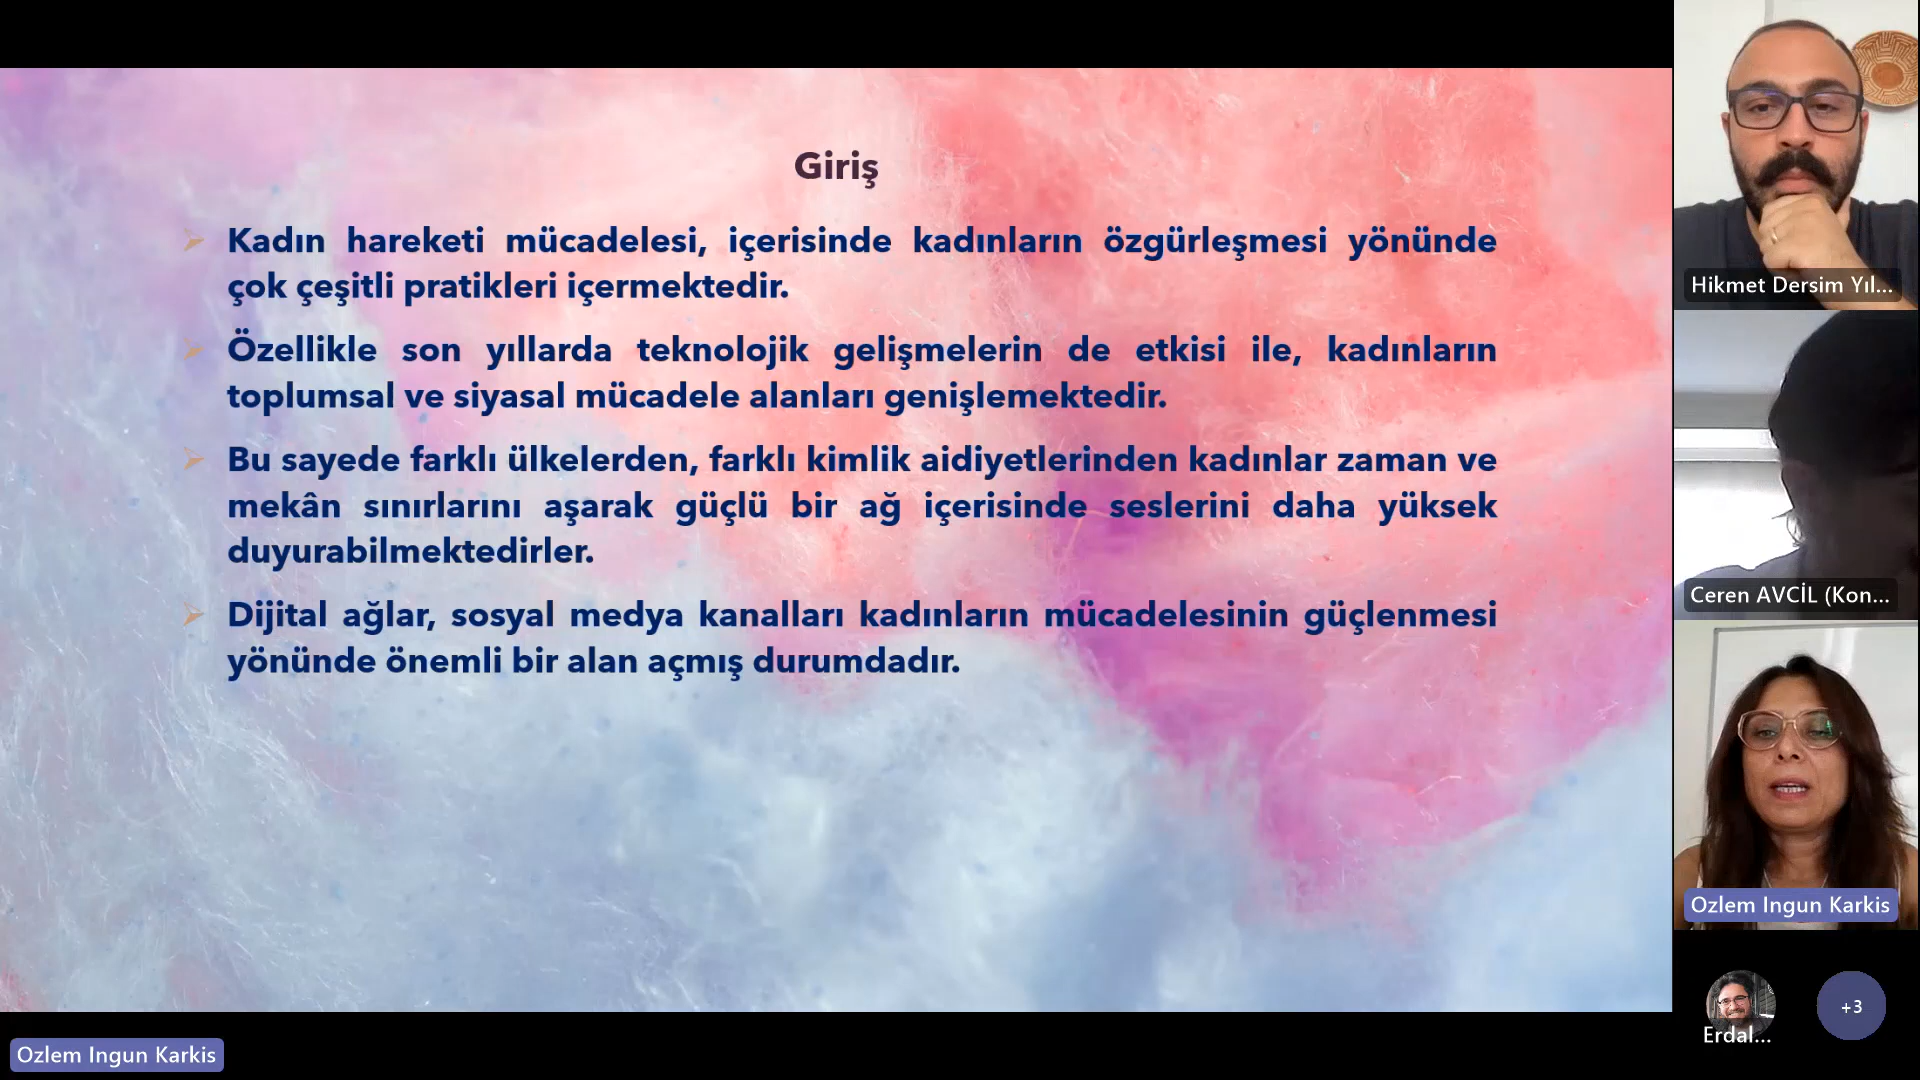 Giriş
Kadın hareketi mücadelesi, içerisinde kadınların özgürleşmesi yönünde
çok çeşitli pratikleri içermektedir.
Özellikle son yıllarda teknolojik gelişmelerin de etkisi ile, kadınların
toplumsal ve siyasal mücadele alanları genişlemektedir.
Bu sayede farklı ülkelerden, farklı kimlik aidiyetlerinden kadınlar zaman ve
mekân sınırlarını aşarak güçlü bir ağ içerisinde seslerini daha yüksek
duyurabilmektedirler.
Dijital ağlar, sosyal medya kanalları kadınların mücadelesinin güçlenmesi
yönünde önemli bir alan açmış durumdadır.
Hikmet Dersim Yıl...
Ceren AVCİL (Kon...
Ozlem Ingun Karkis
Erdal...
+3
Ozlem Ingun Karkis